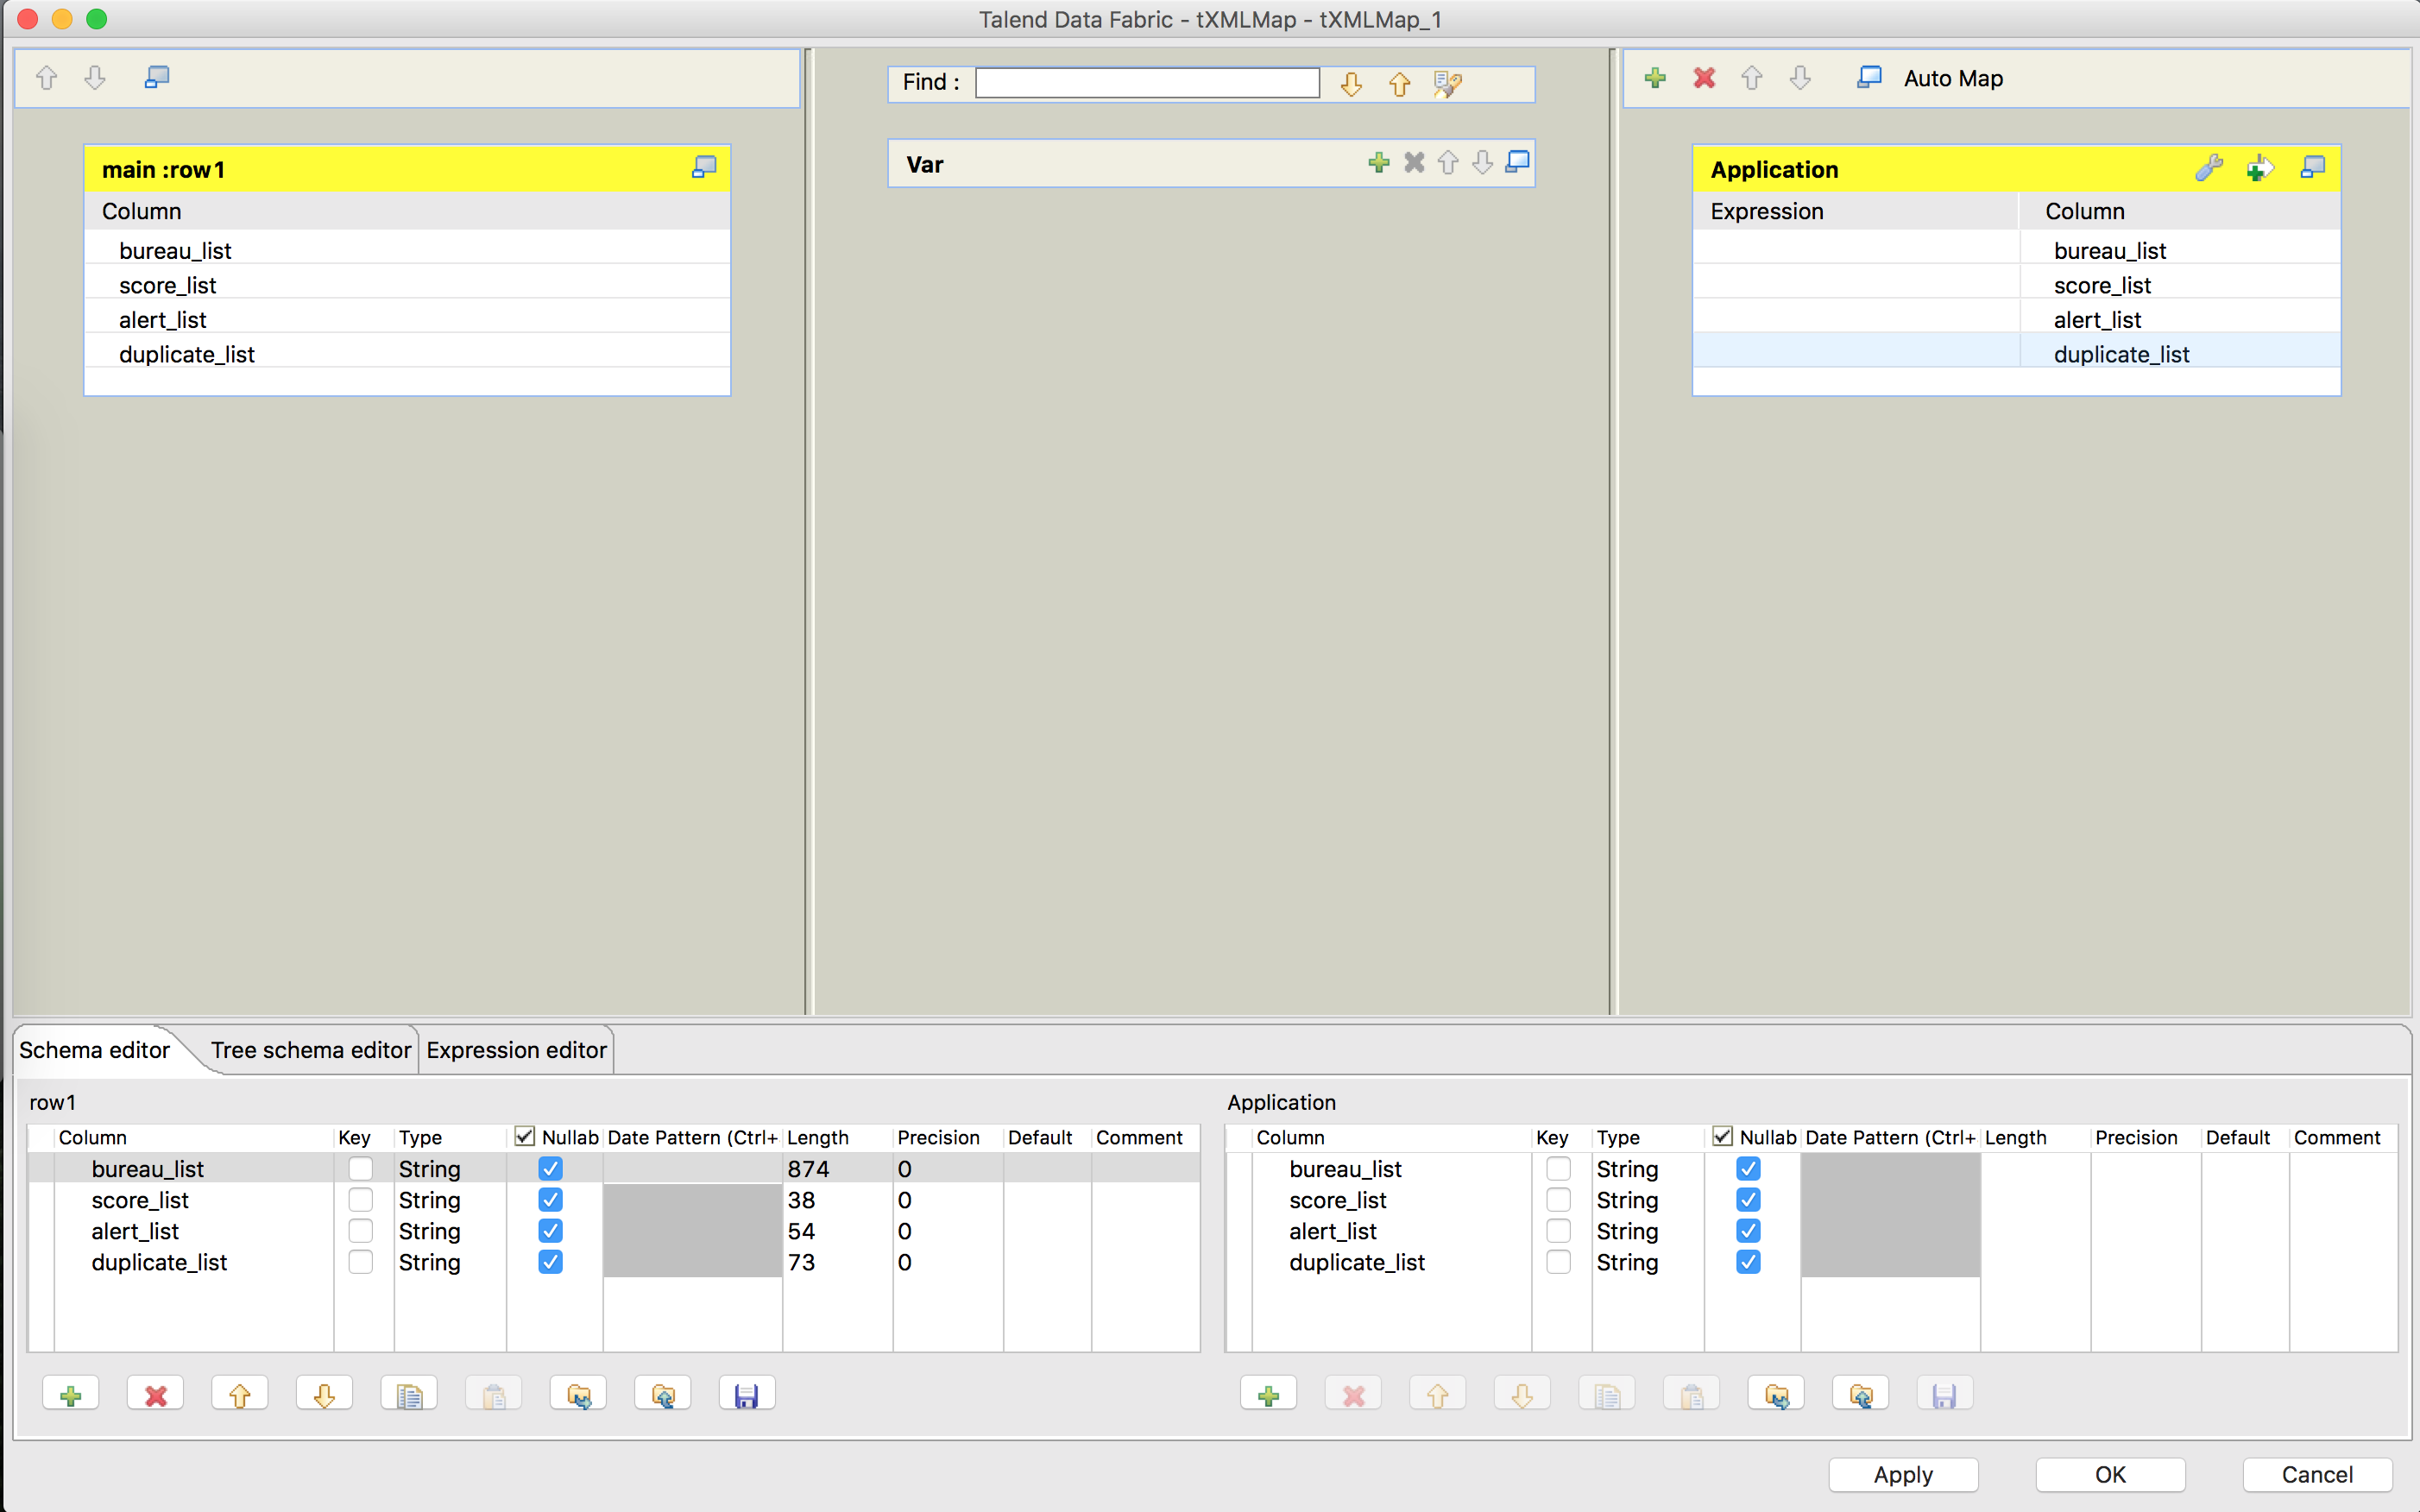 Talend Data Fabric - tXMLMap - tXMLMap_1
Find :
Auto Map
main :row1
Column
bureau_list
score_list
alert_list
duplicate_list
Var
Application
Expression Column
bureau_list
score_list
alert_list
duplicate_list
Schema editor Tree schema editor Expression editor
row1
Column Key Type Nullab Date Pattern (Ctrl+ Length Precision Default Comment
bureau_list String 874 0
score_list String 38 0
alert_list String 54 0
duplicate_list String 73 0
Application
Column Key Type Nullab Date Pattern (Ctrl+ Length Precision Default Comment
bureau_list String
score_list String
alert_list String
duplicate_list String
Apply OK Cancel